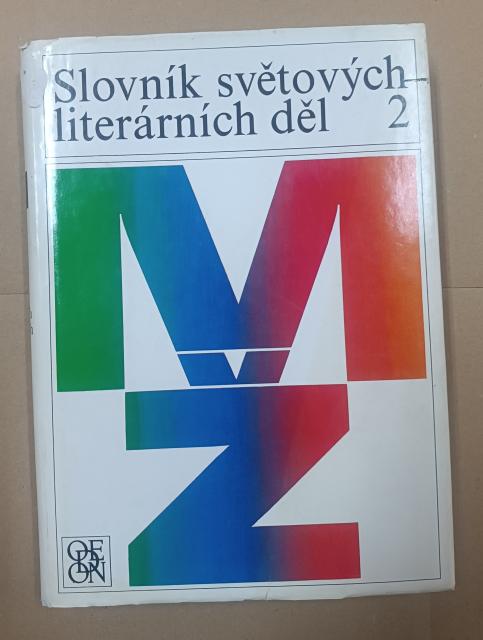 Slovník světových
literárních děl 2
M
Ž
ODEON